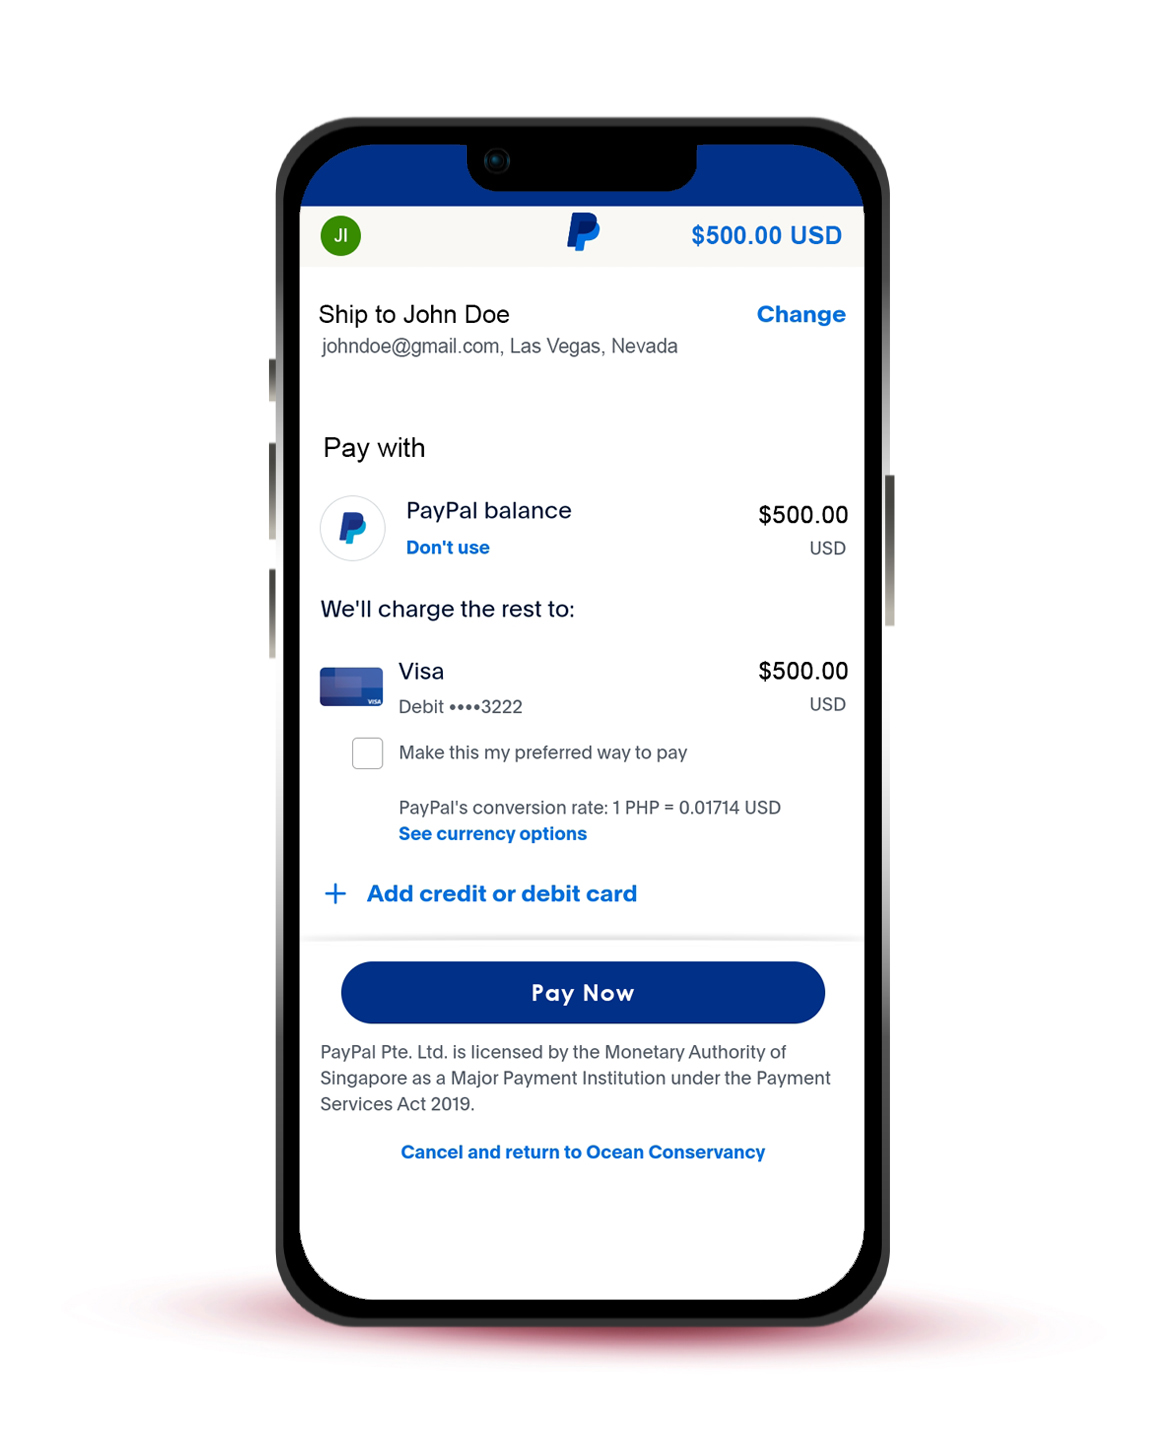 JI
$500.00 USD
Ship to John Doe
Change
johndoe@gmail.com, Las Vegas, Nevada
Pay with
PayPal balance
$500.00
Don't use
USD
We'll charge the rest to:
Visa
$500.00
VISA
Debit ••••3222
USD
Make this my preferred way to pay
PayPal's conversion rate: 1 PHP = 0.01714 USD
See currency options
+ Add credit or debit card
Pay Now
PayPal Pte. Ltd. is licensed by the Monetary Authority of
Singapore as a Major Payment Institution under the Payment
Services Act 2019.
Cancel and return to Ocean Conservancy